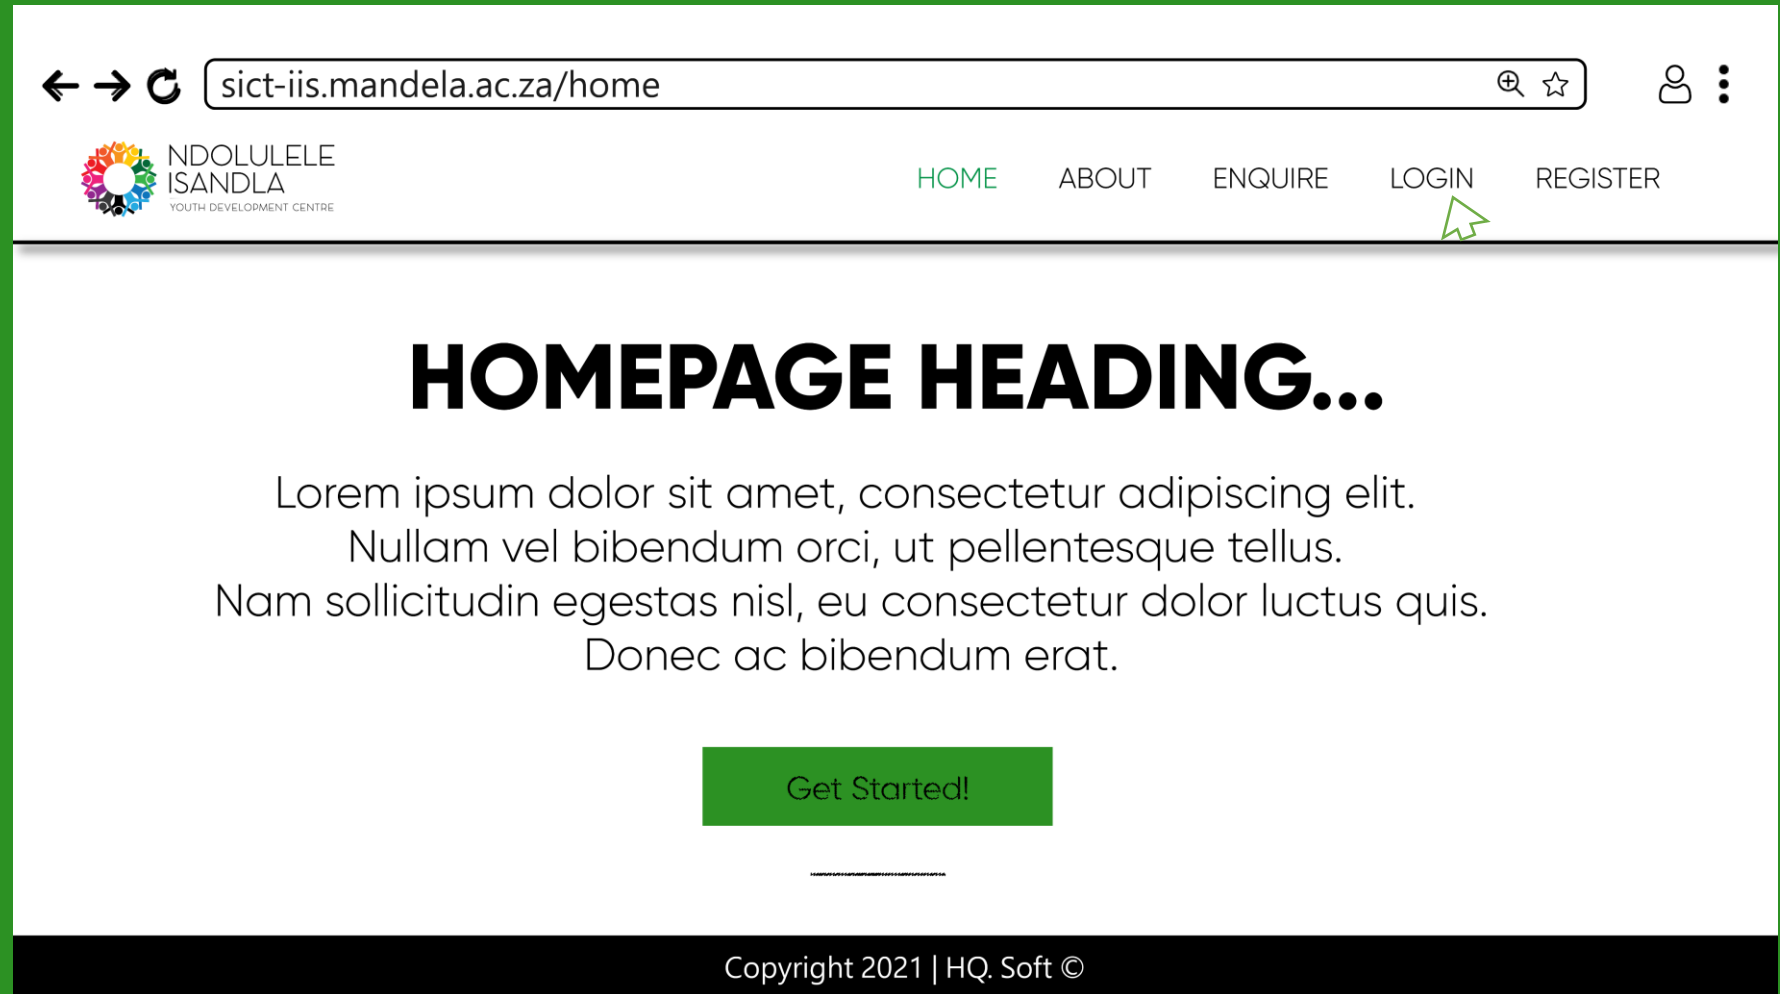 sict-iis.mandela.ac.za/home
NDOLULELE
ISANDLA
YOUTH DEVELOPMENT CENTRE
HOME ABOUT ENQUIRE LOGIN REGISTER
HOMEPAGE HEADING...
Lorem ipsum dolor sit amet, consectetur adipiscing elit.
Nullam vel bibendum orci, ut pellentesque tellus.
Nam sollicitudin egestas nisl, eu consectetur dolor luctus quis.
Donec ac bibendum erat.
Get Started!
Copyright 2021 | HQ. Soft ©